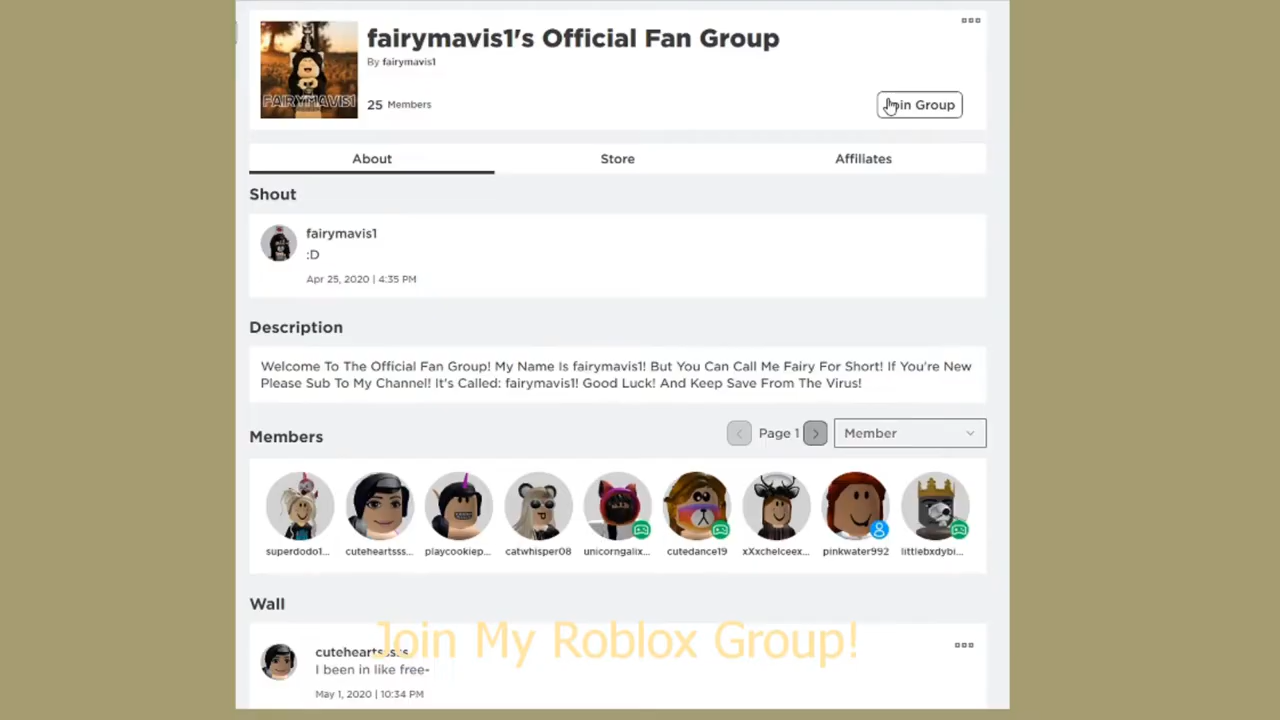 fairymavis1's Official Fan Group
By fairymavis1
FAIRYMAVIS1
25 Members
Group
About Store Affiliates
Shout
fairymavis1
:D
Apr 25, 2020 | 4:35 PM
Description
Welcome To The Official Fan Group! My Name Is fairymavis1! But You Can Call Me Fairy For Short! If You're New
Please Sub To My Channel! It's Called: fairymavis1! Good Luck! And Keep Save From The Virus!
Members
Page 1
Member
superdodo1... cuteheartsss... playcookiep... catwhisper08 unicorngalix... cutedance19 xXxchelceex... pinkwater992 littlebxdybi...
Wall
Join My Roblox Group!
cuteheartsssss
I been in like free-
May 1, 2020 | 10:34 PM